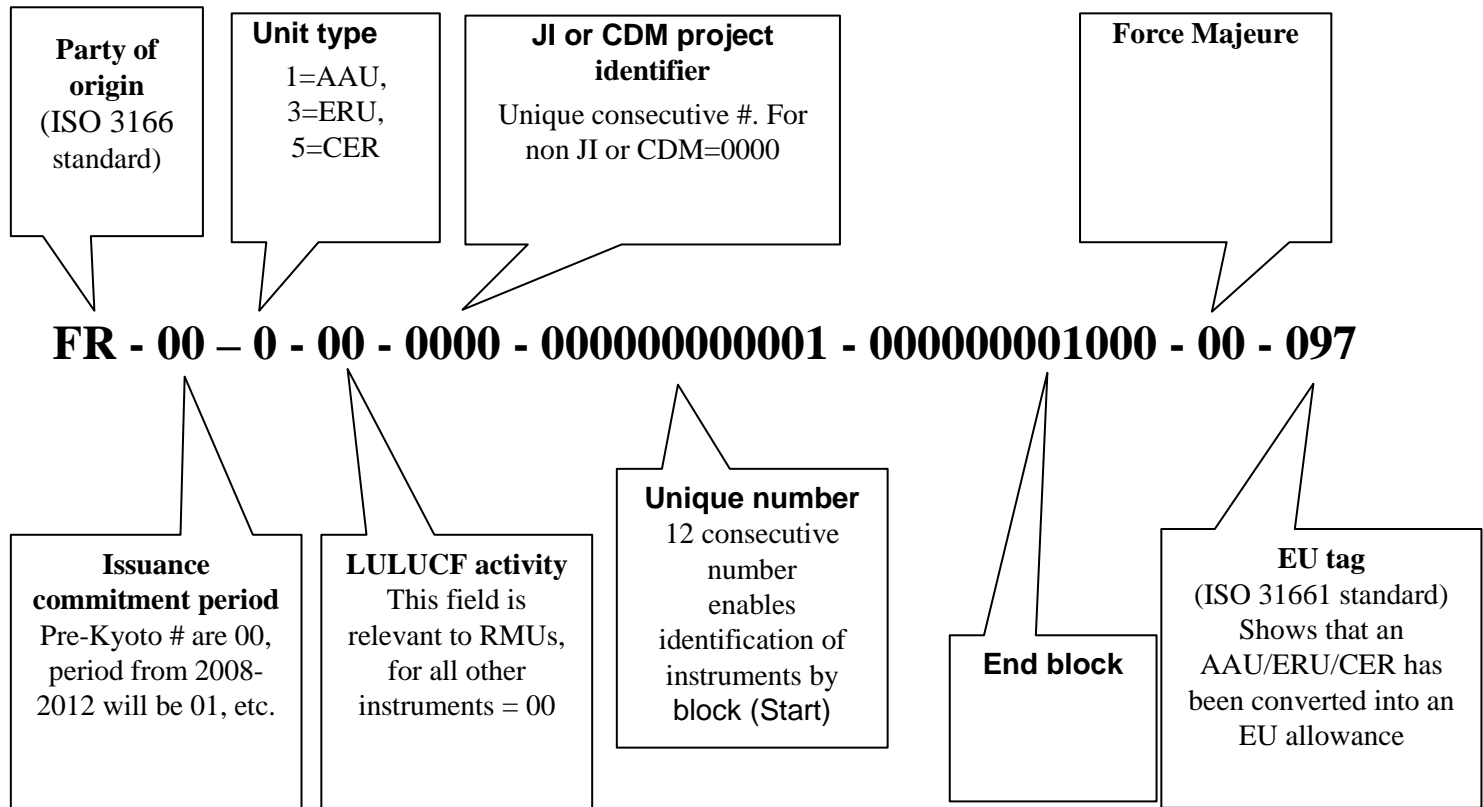 Party of
origin
(ISO 3166
standard)
Unit type
1=AAU,
3=ERU,
5=CER
JI or CDM project
identifier
Unique consecutive #. For
non JI or CDM=0000
Force Majeure
FR - 00 – 0 - 00 - 0000 - 000000000001 - 000000001000 - 00 - 097
Issuance
commitment period
Pre-Kyoto # are 00,
period from 2008-
2012 will be 01, etc.
LULUCF activity
This field is
relevant to RMUs,
for all other
instruments = 00
Unique number
12 consecutive
number
enables
identification of
instruments by
block (Start)
End block
EU tag
(ISO 31661 standard)
Shows that an
AAU/ERU/CER has
been converted into an
EU allowance